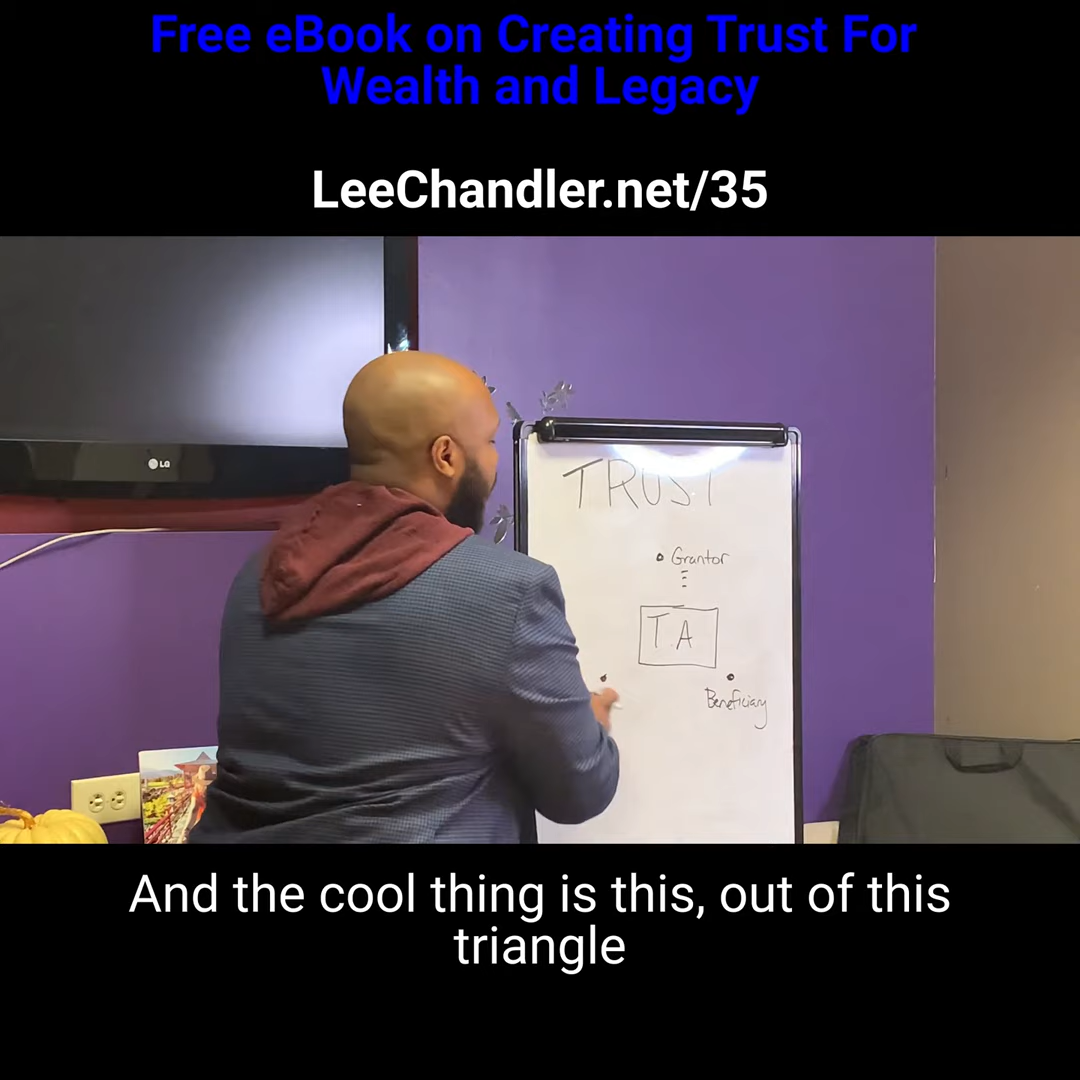 Free eBook on Creating Trust For
Wealth and Legacy
LeeChandler.net/35
LG
TRUST
Grantor
T A
Beneficiary
And the cool thing is this, out of this
triangle